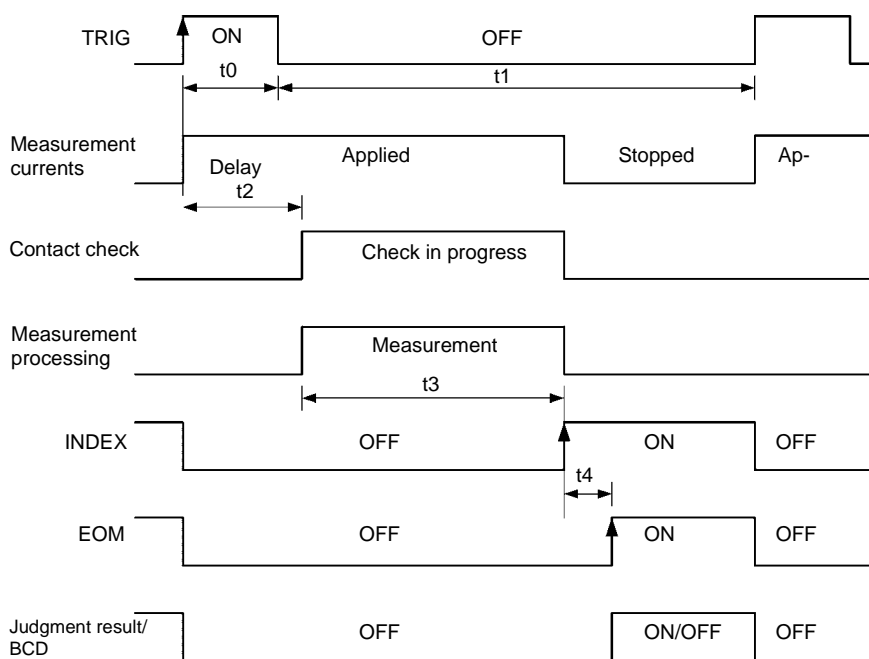 TRIG
ON
OFF
t0
t1
Measurement
currents
Applied
Stopped
Ap-
Delay
t2
Contact check
Check in progress
Measurement
processing
Measurement
t3
INDEX
OFF
ON
OFF
t4
EOM
OFF
ON
OFF
Judgment result/
BCD
OFF
ON/OFF
OFF